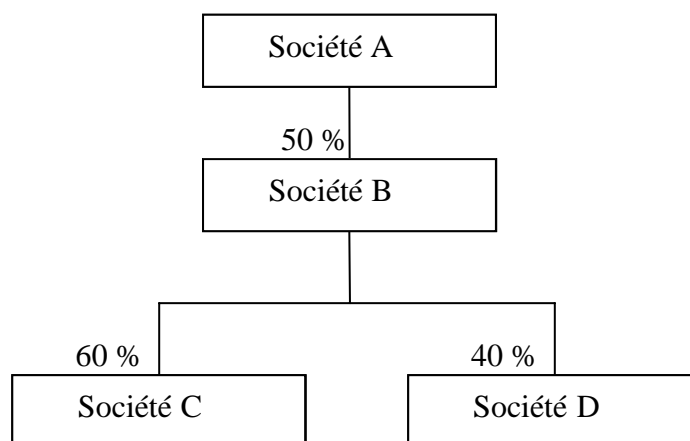 Société A
50 %
Société B
60 %
40 %
Société C
Société D